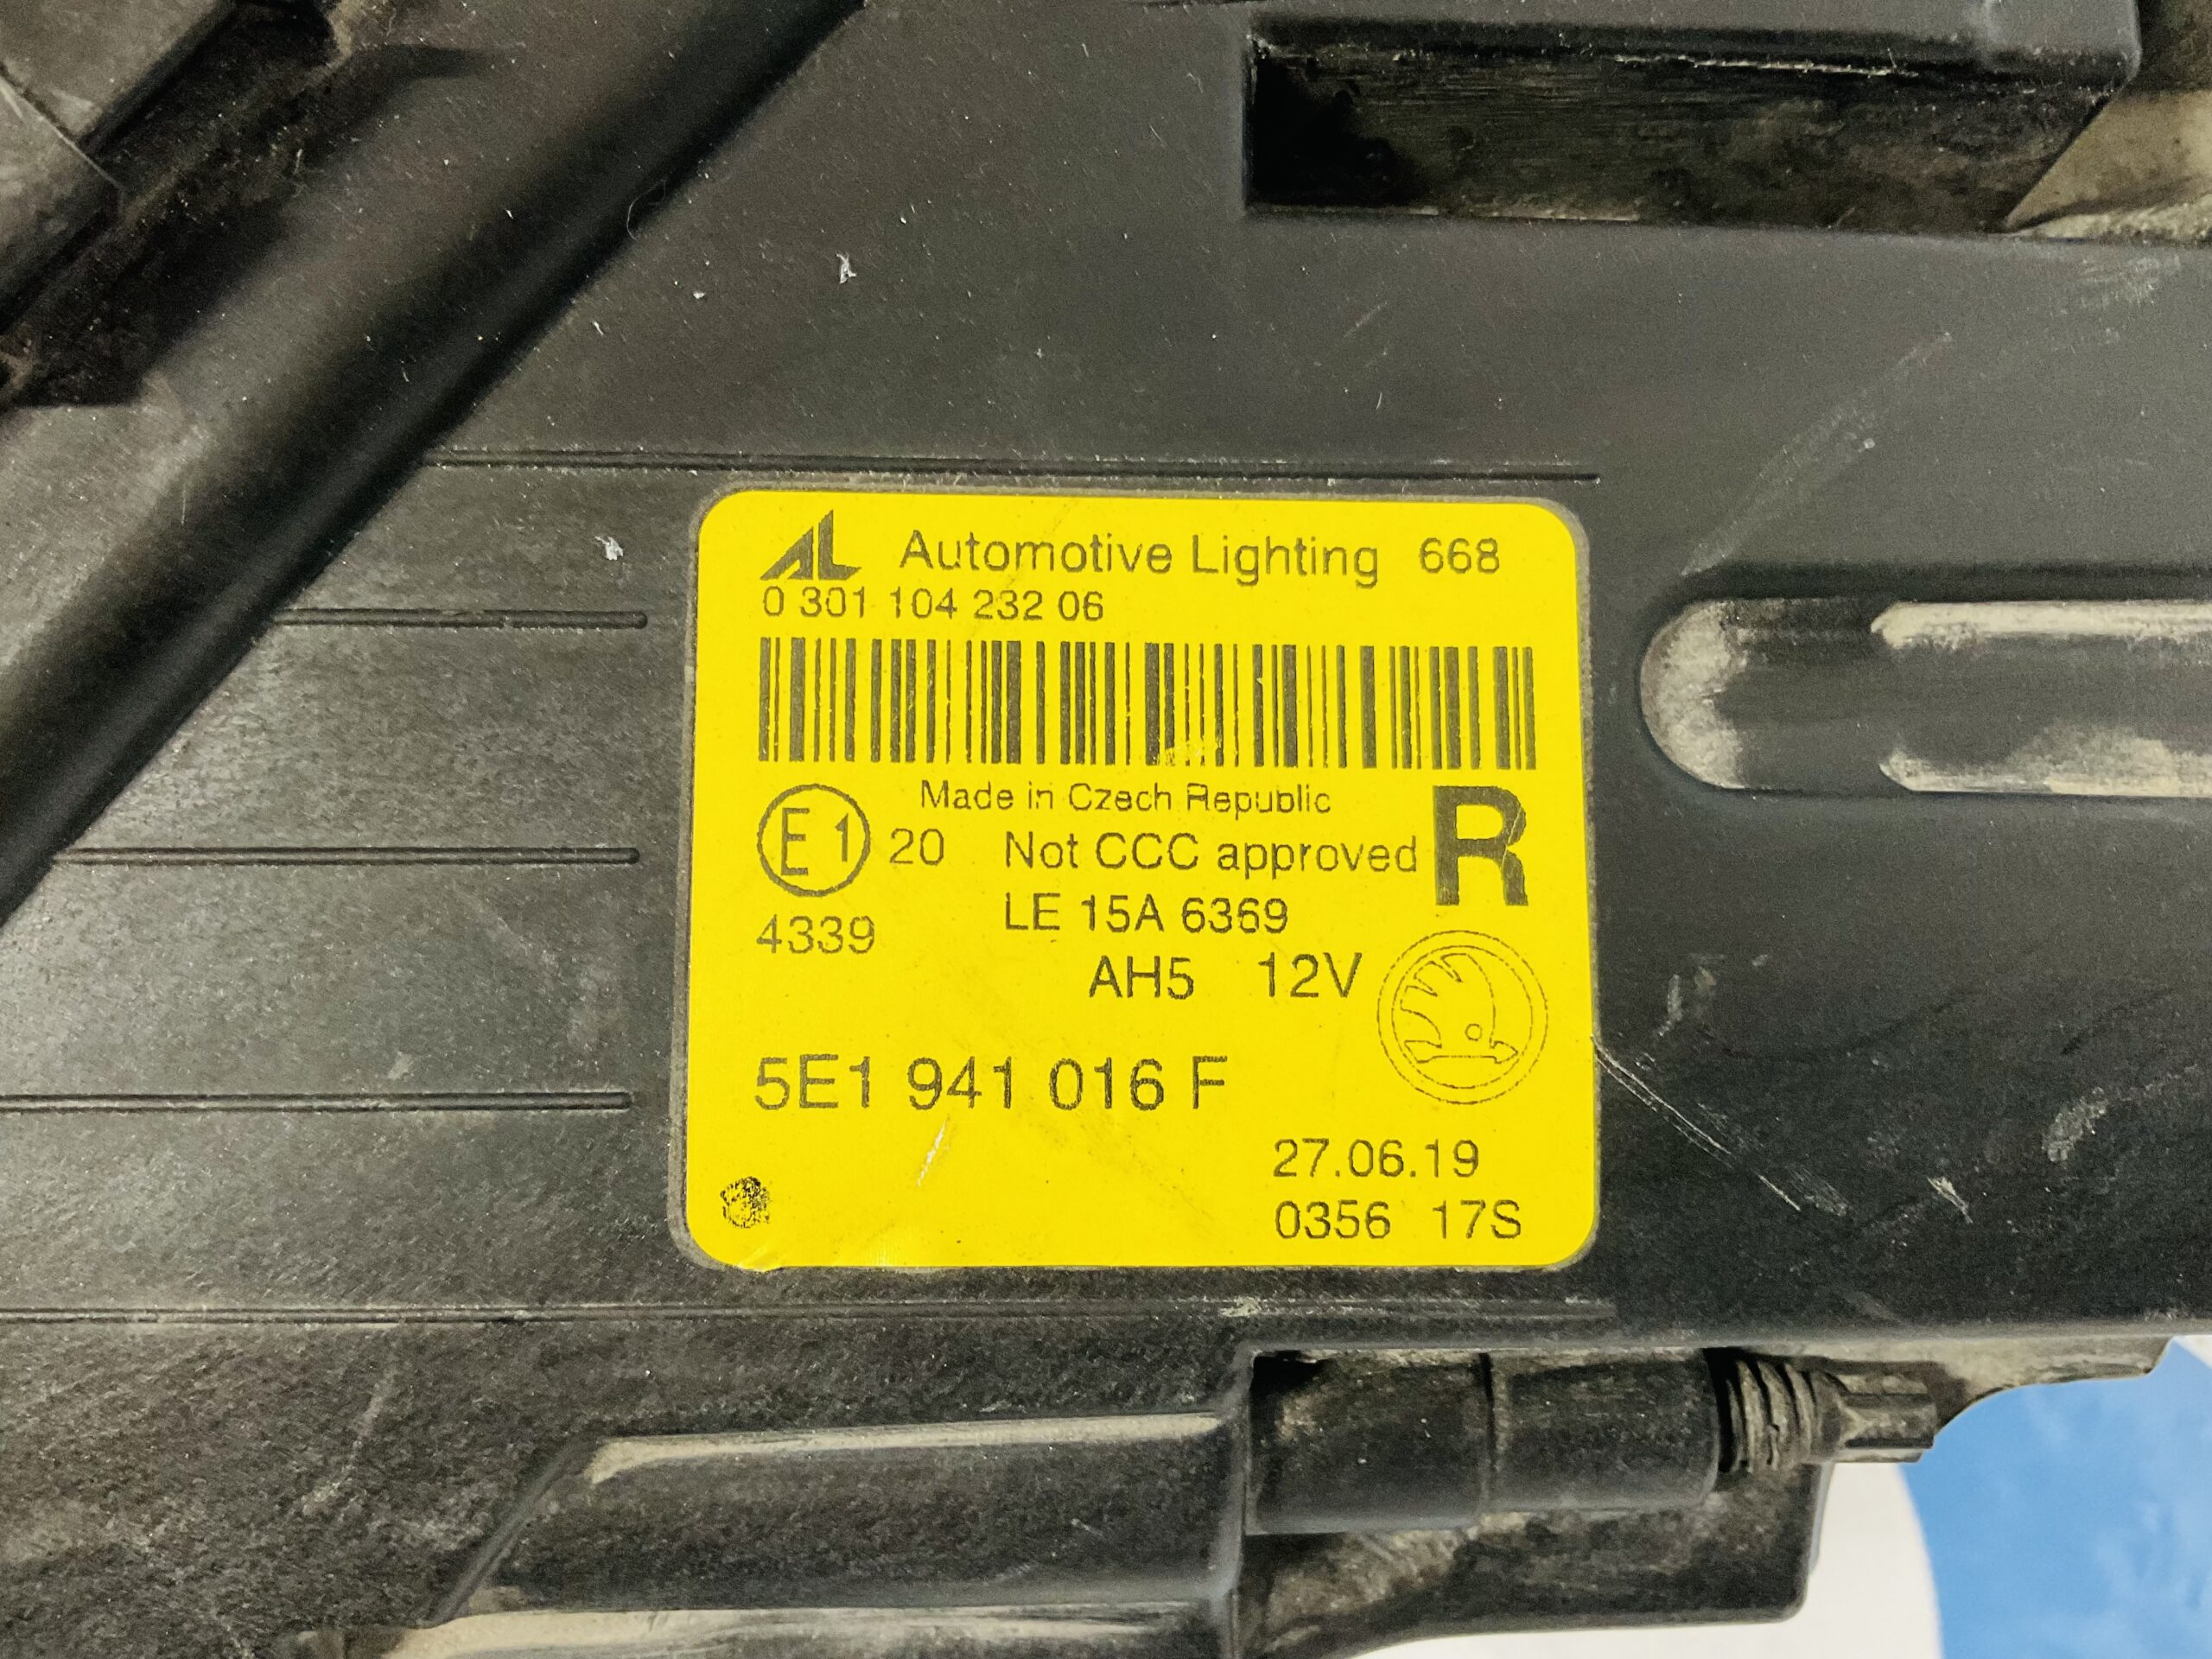 AL Automotive Lighting 668
0 301 104 232 06
Made in Czech Republic
E1 20 Not CCC approved R
4339 LE 15A 6369
AH5 12V
5E1 941 016 F
27.06.19
0356 17S